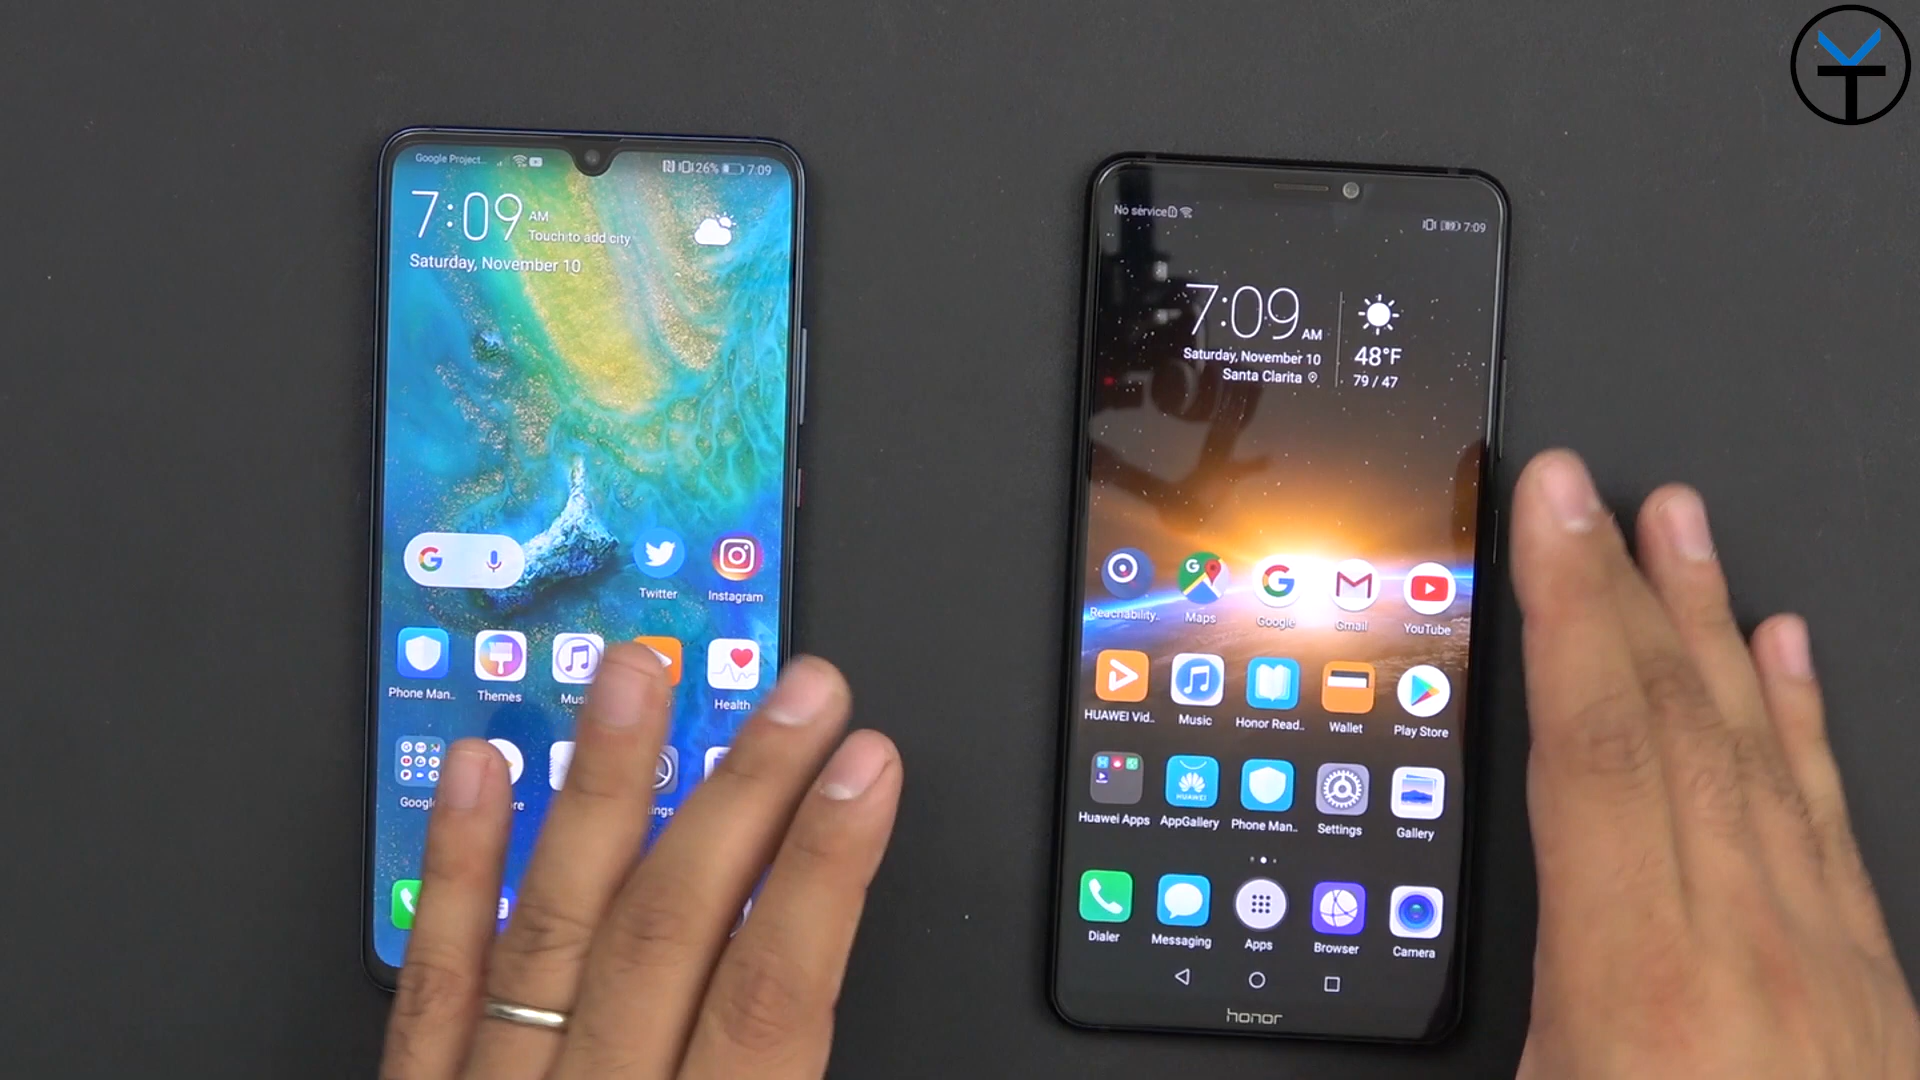 Google Project...
26% 7:09
7:09 AM
Touch to add city
Saturday, November 10
Twitter
Instagram
Phone Man..
Themes
Health
No service
7:09
7:09 AM
Saturday, November 10
Santa Clarita
48°F
79 / 47
Reachability..
Maps
Google
Gmail
YouTube
HUAWEI Vid..
Music
Honor Read..
Wallet
Play Store
HUAWEI
Huawei Apps
AppGallery
Phone Man..
Settings
Gallery
Dialer
Messaging
Apps
Browser
Camera
honor